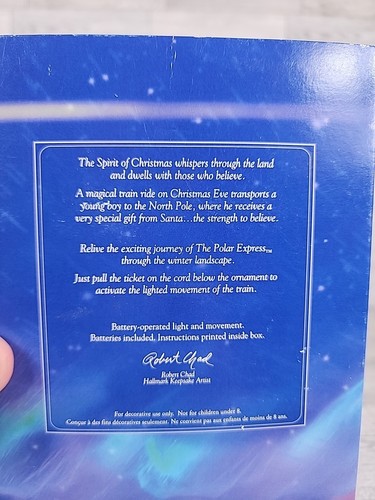 The Spirit of Christmas whispers through the land
and dwells with those who believe.
A magical train ride on Christmas Eve transports a
young boy to the North Pole, where he receives a
very special gift from Santa...the strength to believe.
Relive the exciting journey of The Polar Express™
through the winter landscape.
Just pull the ticket on the cord below the ornament to
activate the lighted movement of the train.
Battery-operated light and movement.
Batteries included. Instructions printed inside box.
Robert Chad
Robert Chad
Hallmark Keepsake Artist
For decorative use only. Not for children under 8.
Conçue à des fins décoratives seulement. Ne convient pas aux enfants de moins de 8 ans.